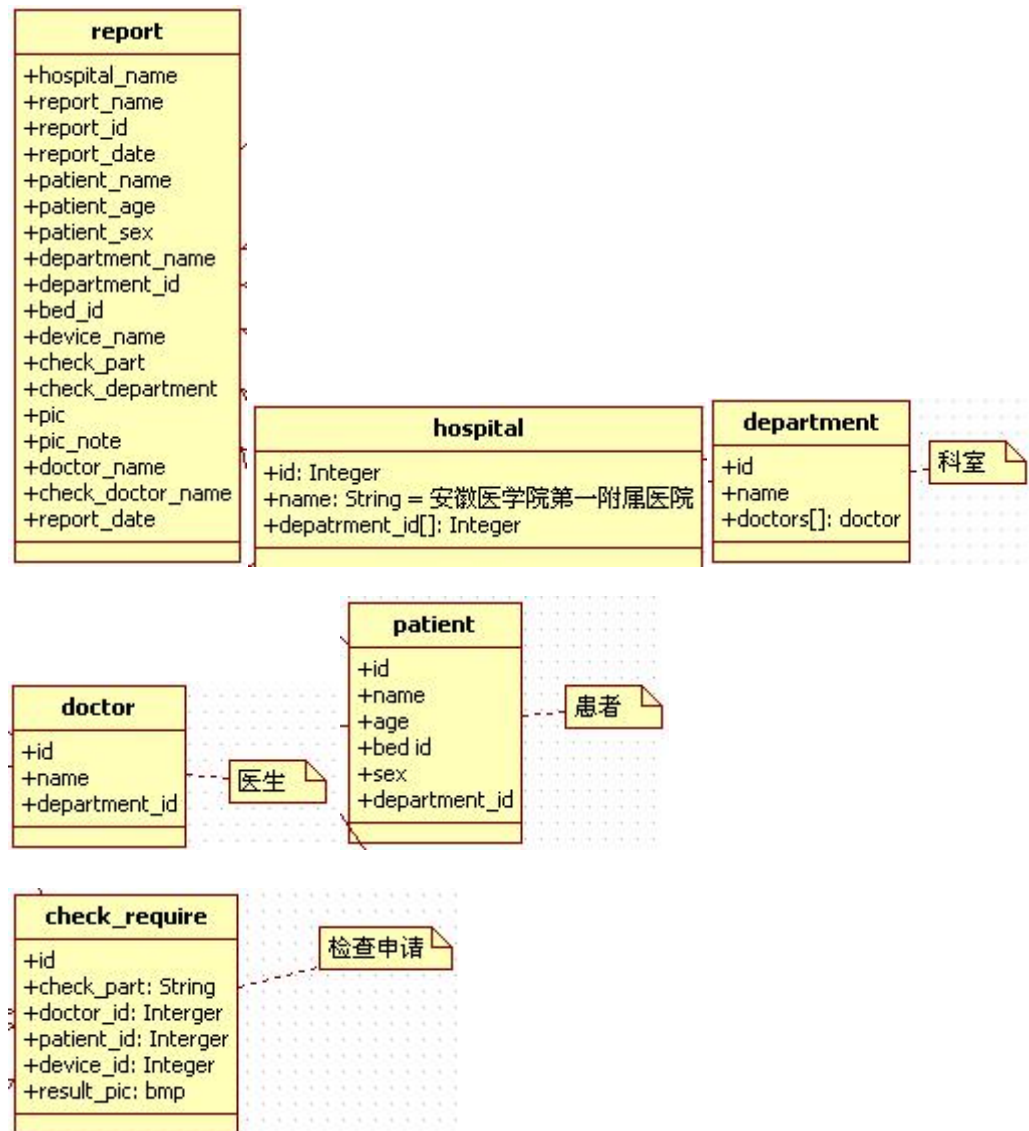 report
+hospital_name
+report_name
+report_id
+report_date
+patient_name
+patient_age
+patient_sex
+department_name
+department_id
+bed_id
+device_name
+check_part
+check_department
+pic
+pic_note
+doctor_name
+check_doctor_name
+report_date
hospital
+id: Integer
+name: String = 安徽医学院第一附属医院
+depatrment_id[]: Integer
department
+id
+name
+doctors[]: doctor
科室
doctor
+id
+name
+department_id
医生
patient
+id
+name
+age
+bed id
+sex
+department_id
患者
check_require
+id
+check_part: String
+doctor_id: Interger
+patient_id: Interger
+device_id: Integer
+result_pic: bmp
检查申请